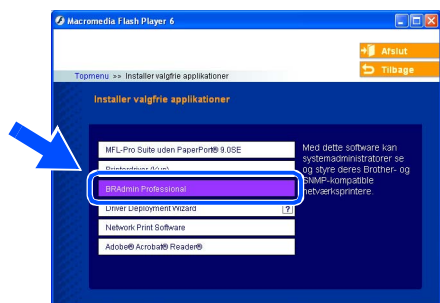 Macromedia Flash Player 6
Afslut
Tilbage
Topmenu »» Installer valgfrie applikationer
Installer valgfrie applikationer
MFL-Pro Suite uden PaperPort® 9.0SE
Printerdriver (Kun)
BRAdmin Professional
Driver Deployment Wizard
?
Network Print Software
Adobe® Acrobat® Reader®
Med dette software kan
systemadministratorer se
og styre deres Brother- og
SNMP-kompatible
netværksprintere.